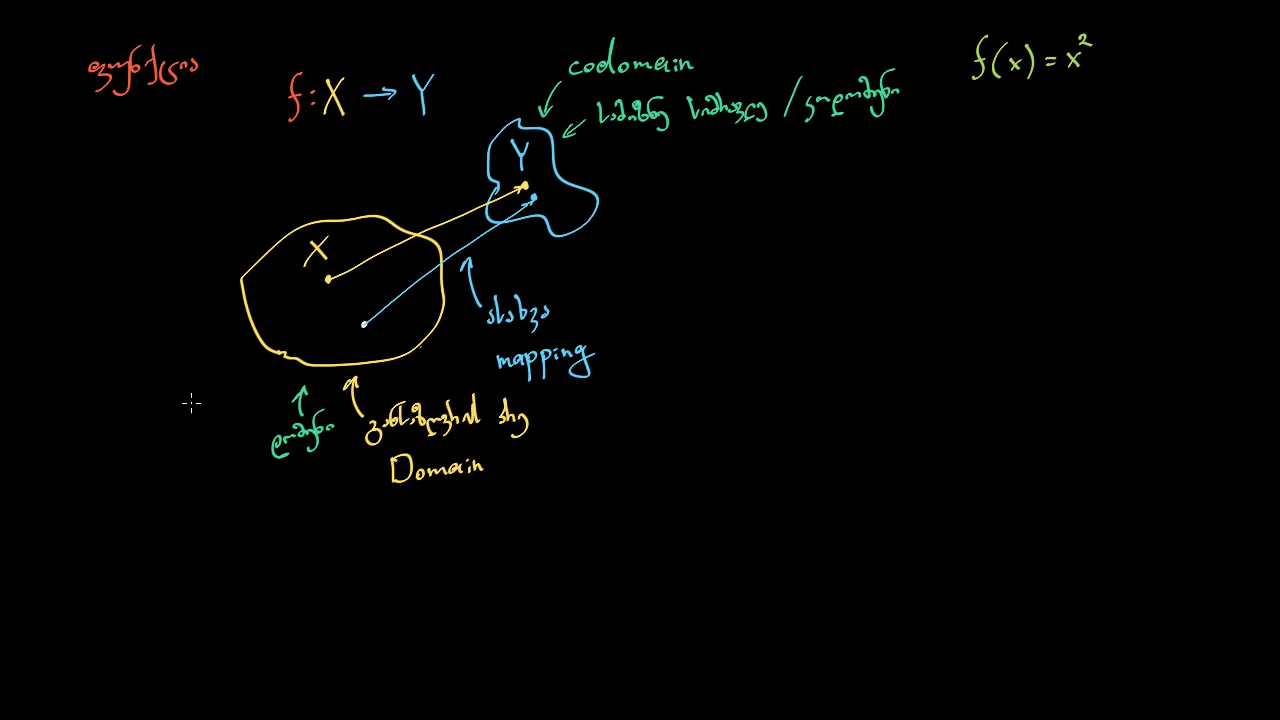 ფუნქცია
f : X → Y
codomain
სამიზნე სიმრავლე / კოდომენი
f(x) = x²
Y
X
ასახვა
mapping
დომენი
განსაზღვრის არე
Domain